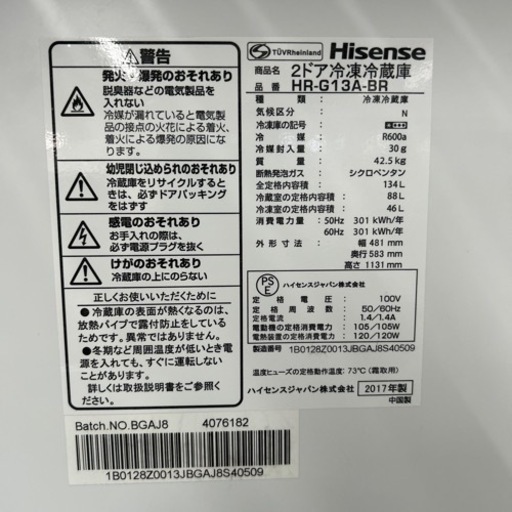 警告
発火・爆発のおそれあり
脱臭器などの電気製品を
入れない
冷媒が漏れていると電気製
品の接点の火花による着火、
着火による爆発の原因にな
ります。
幼児閉じ込められのおそれあり
冷蔵庫をリサイクルするとき
は、必ずドアパッキング
をはずす
感電のおそれあり
お手入れの際は、
必ず電源プラグを抜く
けがのおそれあり
冷蔵庫の上にのらない
正しくお使いいただくために
●冷蔵庫の表面が熱くなるのは、
放熱パイプで露付防止をしている
ためです。異常ではありません。
●冬期など周囲温度が低いとき電
源を入れても、すぐに運転しない
ことがあります。
詳しくは取扱説明書をご参照
ください。
TÜVRheinland Hisense
商品名 2ドア冷凍冷蔵庫
品番 HR-G13A-BR
種類 : 冷凍冷蔵庫
気候区分 : N
冷凍庫の記号 :
冷媒 : R600a
冷媒封入量 : 30g
質量 : 42.5kg
断熱発泡ガス : シクロペンタン
全定格内容積 : 134L
冷蔵室の定格内容積 : 88L
冷凍室の定格内容積 : 46L
消費電力量 : 50Hz 301 kWh/年
60Hz 301 kWh/年
外形寸法 : 幅 481 mm
奥行 583 mm
高さ 1131 mm
PSE ハイセンスジャパン株式会社
定格電圧 : 100V
定格周波数 : 50/60Hz
定格電流 : 1.4/1.4A
電動機の定格消費電力 : 105/105W
電熱装置の定格消費電力 : 120/120W
製造番号 : 1B0128Z0013JBGAJ8S40509
温度ヒューズの定格動作温度 : 73℃(霜取用)
ハイセンスジャパン株式会社 2017年製
中国製
Batch.NO.BGAJ8 4076182
1B0128Z0013JBGAJ8S40509